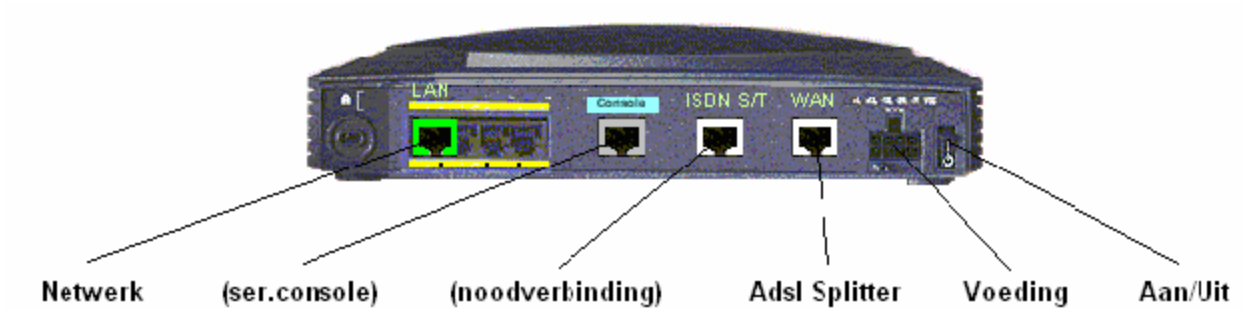 LAN
Console
ISDN S/T
WAN
Netwerk
(ser.console)
(noodverbinding)
Adsl Splitter
Voeding
Aan/Uit